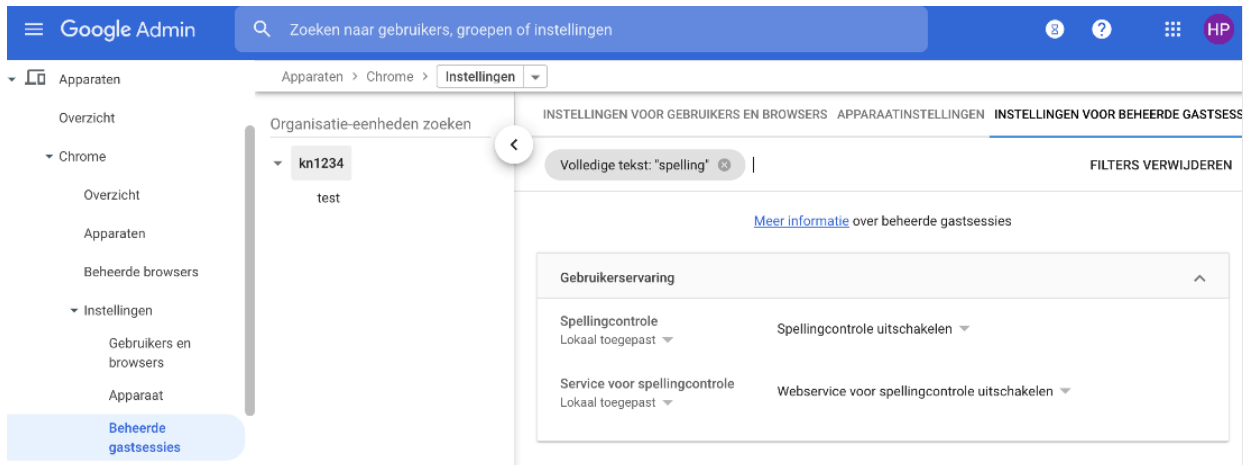 Google Admin
Zoeken naar gebruikers, groepen of instellingen
HP
Apparaten
Overzicht
Chrome
Overzicht
Apparaten
Beheerde browsers
Instellingen
Gebruikers en
browsers
Apparaat
Beheerde
gastsessies
Apparaten > Chrome > Instellingen
Organisatie-eenheden zoeken
kn1234
test
INSTELLINGEN VOOR GEBRUIKERS EN BROWSERS APPARAATINSTELLINGEN INSTELLINGEN VOOR BEHEERDE GASTSESS
Volledige tekst: "spelling"
FILTERS VERWIJDEREN
Meer informatie over beheerde gastsessies
Gebruikerservaring
Spellingcontrole
Lokaal toegepast
Spellingcontrole uitschakelen
Service voor spellingcontrole
Lokaal toegepast
Webservice voor spellingcontrole uitschakelen